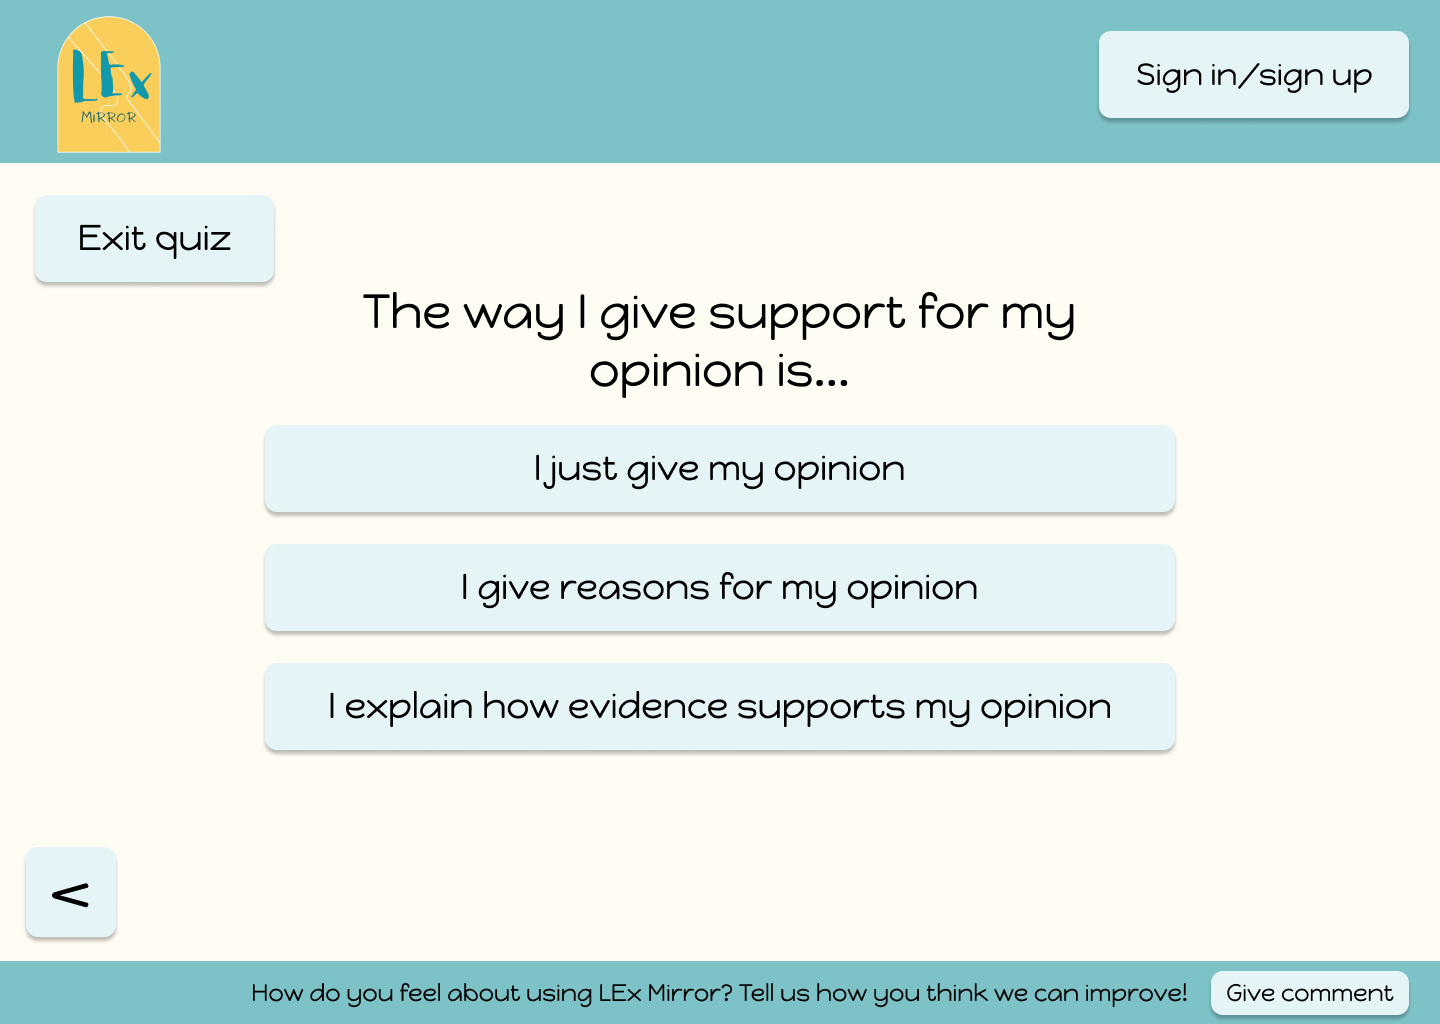 LEx
MIRROR
Sign in/sign up
Exit quiz
The way I give support for my
opinion is...
I just give my opinion
I give reasons for my opinion
I explain how evidence supports my opinion
<
How do you feel about using LEx Mirror? Tell us how you think we can improve!
Give comment